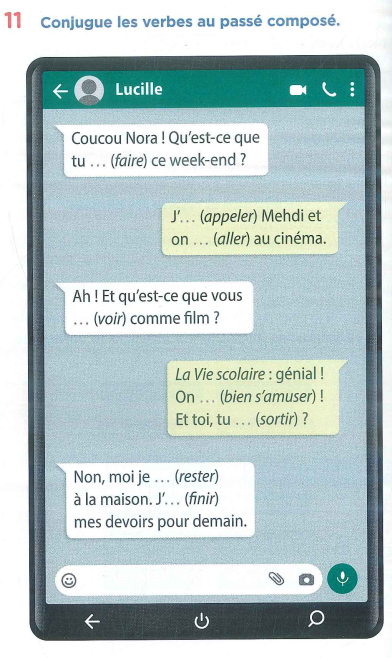 11 Conjugue les verbes au passé composé.
Lucille
Coucou Nora ! Qu'est-ce que
tu ... (faire) ce week-end ?
J'... (appeler) Mehdi et
on ... (aller) au cinéma.
Ah ! Et qu'est-ce que vous
... (voir) comme film ?
La Vie scolaire : génial !
On ... (bien s'amuser) !
Et toi, tu ... (sortir) ?
Non, moi je ... (rester)
à la maison. J'... (finir)
mes devoirs pour demain.